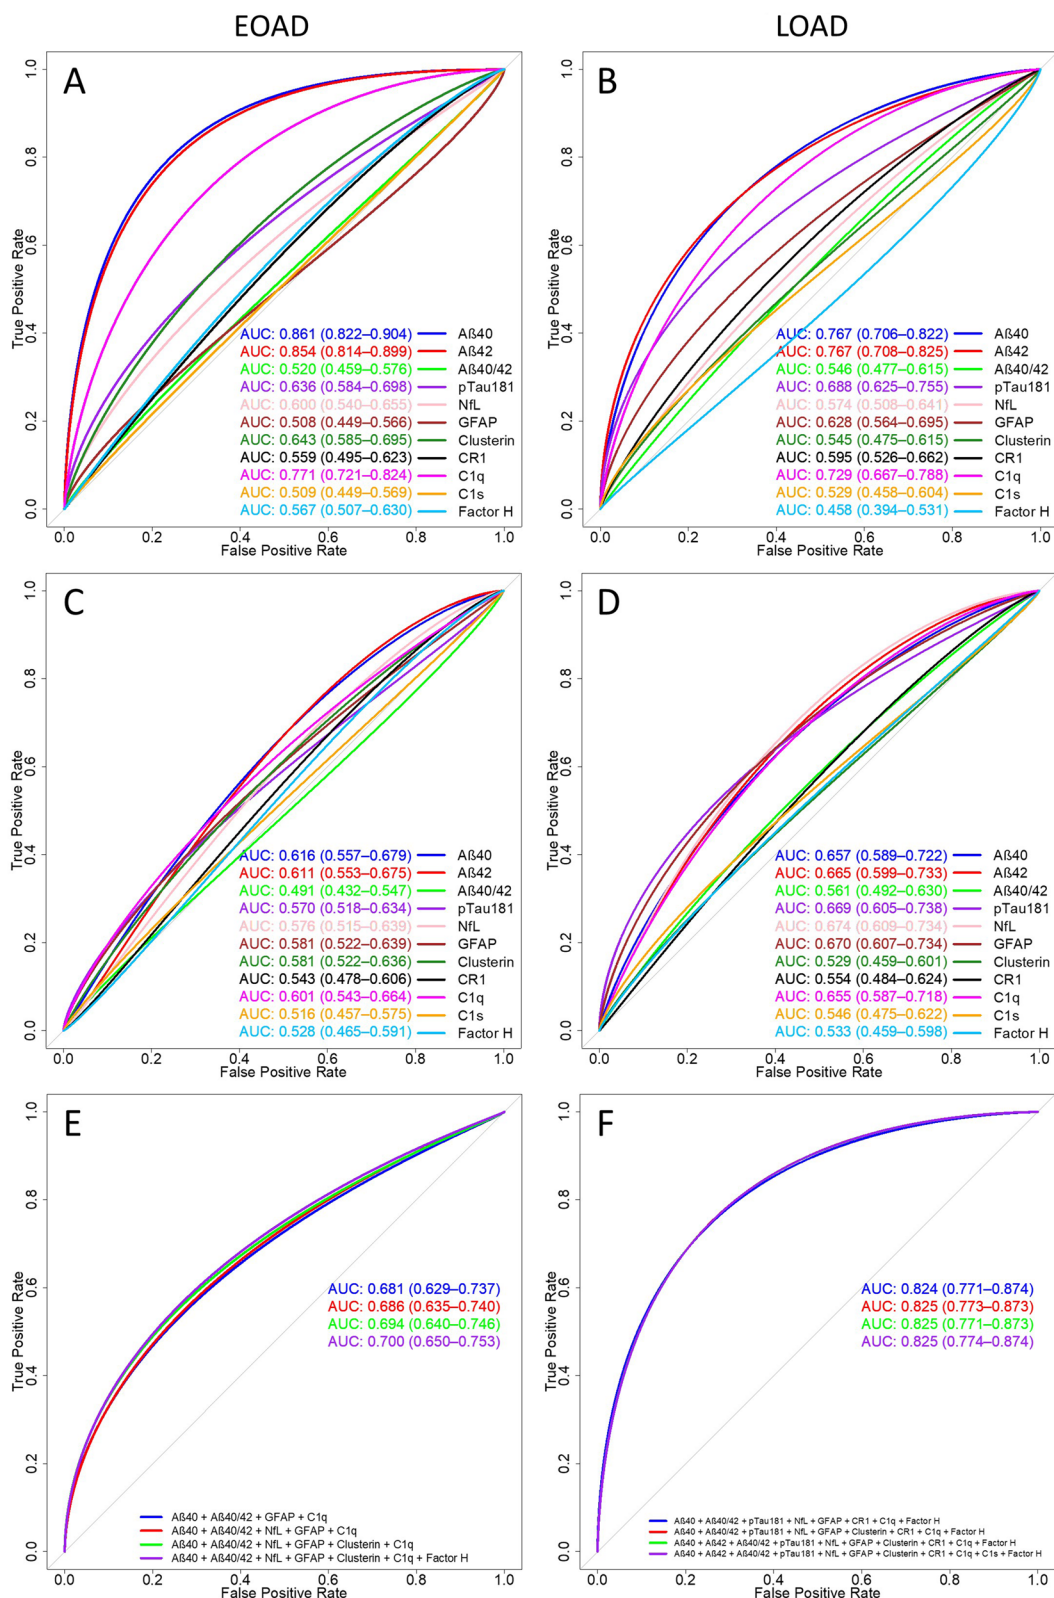 EOAD
LOAD
A
1.0
0.8
0.6
0.4
0.2
0.0
True Positive Rate
AUC: 0.861 (0.822–0.904) Aß40
AUC: 0.854 (0.814–0.899) Aß42
AUC: 0.520 (0.459–0.576) Aß40/42
AUC: 0.636 (0.584–0.698) pTau181
AUC: 0.600 (0.540–0.655) NfL
AUC: 0.508 (0.449–0.566) GFAP
AUC: 0.643 (0.585–0.695) Clusterin
AUC: 0.559 (0.495–0.623) CR1
AUC: 0.771 (0.721–0.824) C1q
AUC: 0.509 (0.449–0.569) C1s
AUC: 0.567 (0.507–0.630) Factor H
0.0 0.2 0.4 0.6 0.8 1.0
False Positive Rate
B
1.0
0.8
0.6
0.4
0.2
0.0
True Positive Rate
AUC: 0.767 (0.706–0.822) Aß40
AUC: 0.767 (0.708–0.825) Aß42
AUC: 0.546 (0.477–0.615) Aß40/42
AUC: 0.688 (0.625–0.755) pTau181
AUC: 0.574 (0.508–0.641) NfL
AUC: 0.628 (0.564–0.695) GFAP
AUC: 0.545 (0.475–0.615) Clusterin
AUC: 0.595 (0.526–0.662) CR1
AUC: 0.729 (0.667–0.788) C1q
AUC: 0.529 (0.458–0.604) C1s
AUC: 0.458 (0.394–0.531) Factor H
0.0 0.2 0.4 0.6 0.8 1.0
False Positive Rate
C
1.0
0.8
0.6
0.4
0.2
0.0
True Positive Rate
AUC: 0.616 (0.557–0.679) Aß40
AUC: 0.611 (0.553–0.675) Aß42
AUC: 0.491 (0.432–0.547) Aß40/42
AUC: 0.570 (0.518–0.634) pTau181
AUC: 0.576 (0.515–0.639) NfL
AUC: 0.581 (0.522–0.639) GFAP
AUC: 0.581 (0.522–0.636) Clusterin
AUC: 0.543 (0.478–0.606) CR1
AUC: 0.601 (0.543–0.664) C1q
AUC: 0.516 (0.457–0.575) C1s
AUC: 0.528 (0.465–0.591) Factor H
0.0 0.2 0.4 0.6 0.8 1.0
False Positive Rate
D
1.0
0.8
0.6
0.4
0.2
0.0
True Positive Rate
AUC: 0.657 (0.589–0.722) Aß40
AUC: 0.665 (0.599–0.733) Aß42
AUC: 0.561 (0.492–0.630) Aß40/42
AUC: 0.669 (0.605–0.738) pTau181
AUC: 0.674 (0.609–0.734) NfL
AUC: 0.670 (0.607–0.734) GFAP
AUC: 0.529 (0.459–0.601) Clusterin
AUC: 0.554 (0.484–0.624) CR1
AUC: 0.655 (0.587–0.718) C1q
AUC: 0.546 (0.475–0.622) C1s
AUC: 0.533 (0.459–0.598) Factor H
0.0 0.2 0.4 0.6 0.8 1.0
False Positive Rate
E
1.0
0.8
0.6
0.4
0.2
0.0
True Positive Rate
AUC: 0.681 (0.629–0.737)
AUC: 0.686 (0.635–0.740)
AUC: 0.694 (0.640–0.746)
AUC: 0.700 (0.650–0.753)
Aß40 + Aß40/42 + GFAP + C1q
Aß40 + Aß40/42 + NfL + GFAP + C1q
Aß40 + Aß40/42 + NfL + GFAP + Clusterin + C1q
Aß40 + Aß40/42 + NfL + GFAP + Clusterin + C1q + Factor H
0.0 0.2 0.4 0.6 0.8 1.0
False Positive Rate
F
1.0
0.8
0.6
0.4
0.2
0.0
True Positive Rate
AUC: 0.824 (0.771–0.874)
AUC: 0.825 (0.773–0.873)
AUC: 0.825 (0.771–0.873)
AUC: 0.825 (0.774–0.874)
Aß40 + Aß40/42 + pTau181 + NfL + GFAP + CR1 + C1q + Factor H
Aß40 + Aß40/42 + pTau181 + NfL + GFAP + Clusterin + CR1 + C1q + Factor H
Aß40 + Aß42 + Aß40/42 + pTau181 + NfL + GFAP + Clusterin + CR1 + C1q + Factor H
Aß40 + Aß42 + Aß40/42 + pTau181 + NfL + GFAP + Clusterin + CR1 + C1q + C1s + Factor H
0.0 0.2 0.4 0.6 0.8 1.0
False Positive Rate